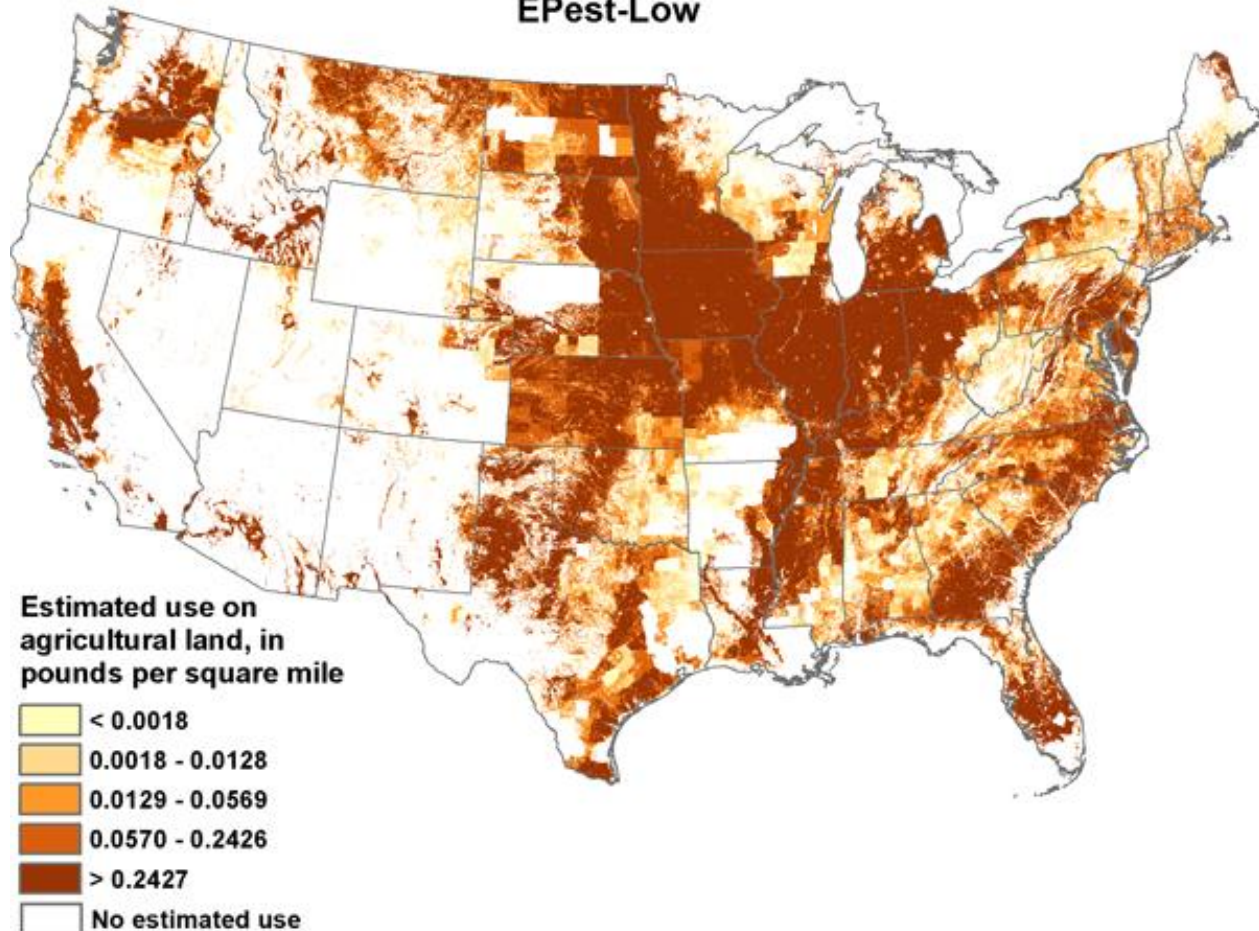 EPest-Low
Estimated use on
agricultural land, in
pounds per square mile
< 0.0018
0.0018 - 0.0128
0.0129 - 0.0569
0.0570 - 0.2426
> 0.2427
No estimated use